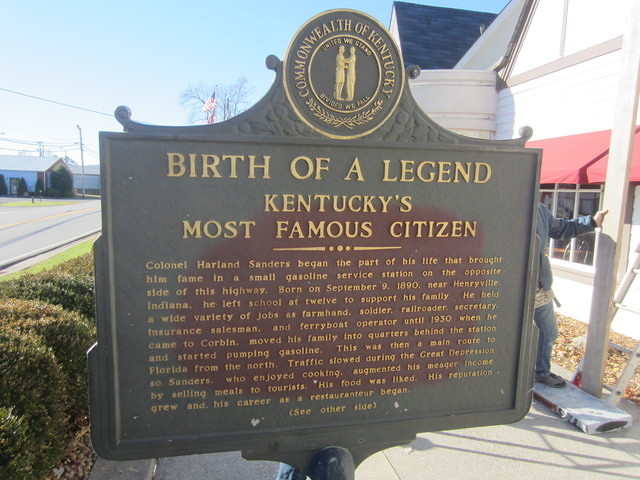 COMMONWEALTH OF KENTUCKY
UNITED WE STAND
DIVIDED WE FALL
BIRTH OF A LEGEND
KENTUCKY'S
MOST FAMOUS CITIZEN
Colonel Harland Sanders began the part of his life that brought
him fame in a small gasoline service station on the opposite
side of this highway. Born on September 9, 1890, near Henryville
Indiana, he left school at twelve to support his family. He held
a wide variety of jobs as farmhand, soldier, railroader, secretary,
insurance salesman, and ferryboat operator until 1930 when he
came to Corbin, moved his family into quarters behind the station
and started pumping gasoline. This was then a main route to
Florida from the north. Traffic slowed during the Great Depression
so Sanders, who enjoyed cooking, augmented his meager income
by selling meals to tourists. His food was liked. His reputation
grew and his career as a restauranteur began.
(See other side)